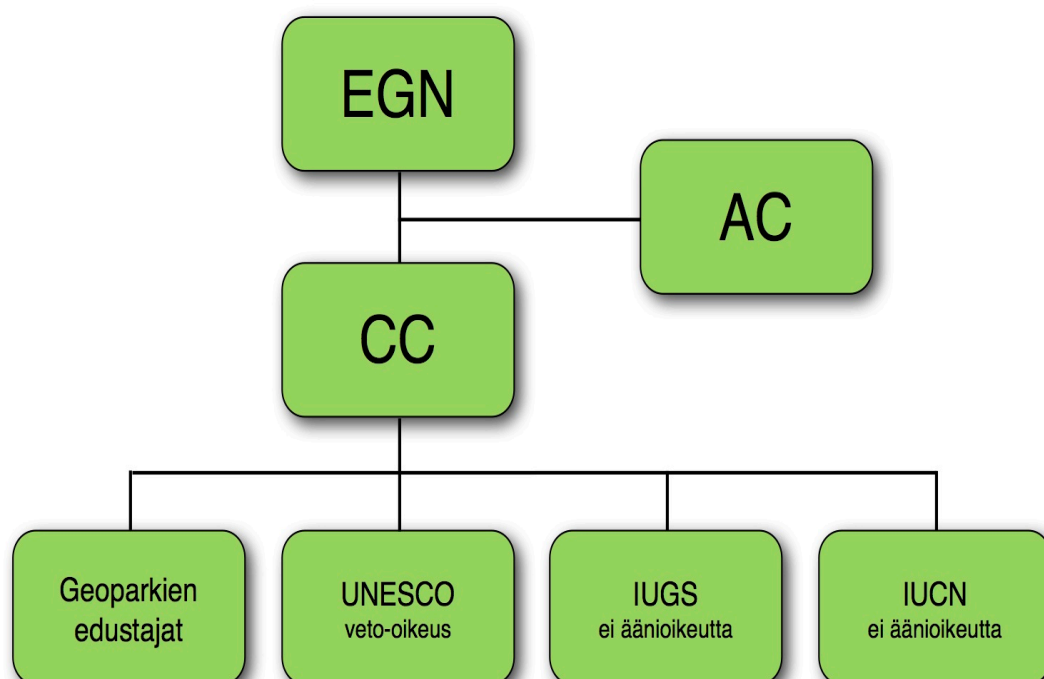 EGN
AC
CC
Geoparkien
edustajat
UNESCO
veto-oikeus
IUGS
ei äänioikeutta
IUCN
ei äänioikeutta